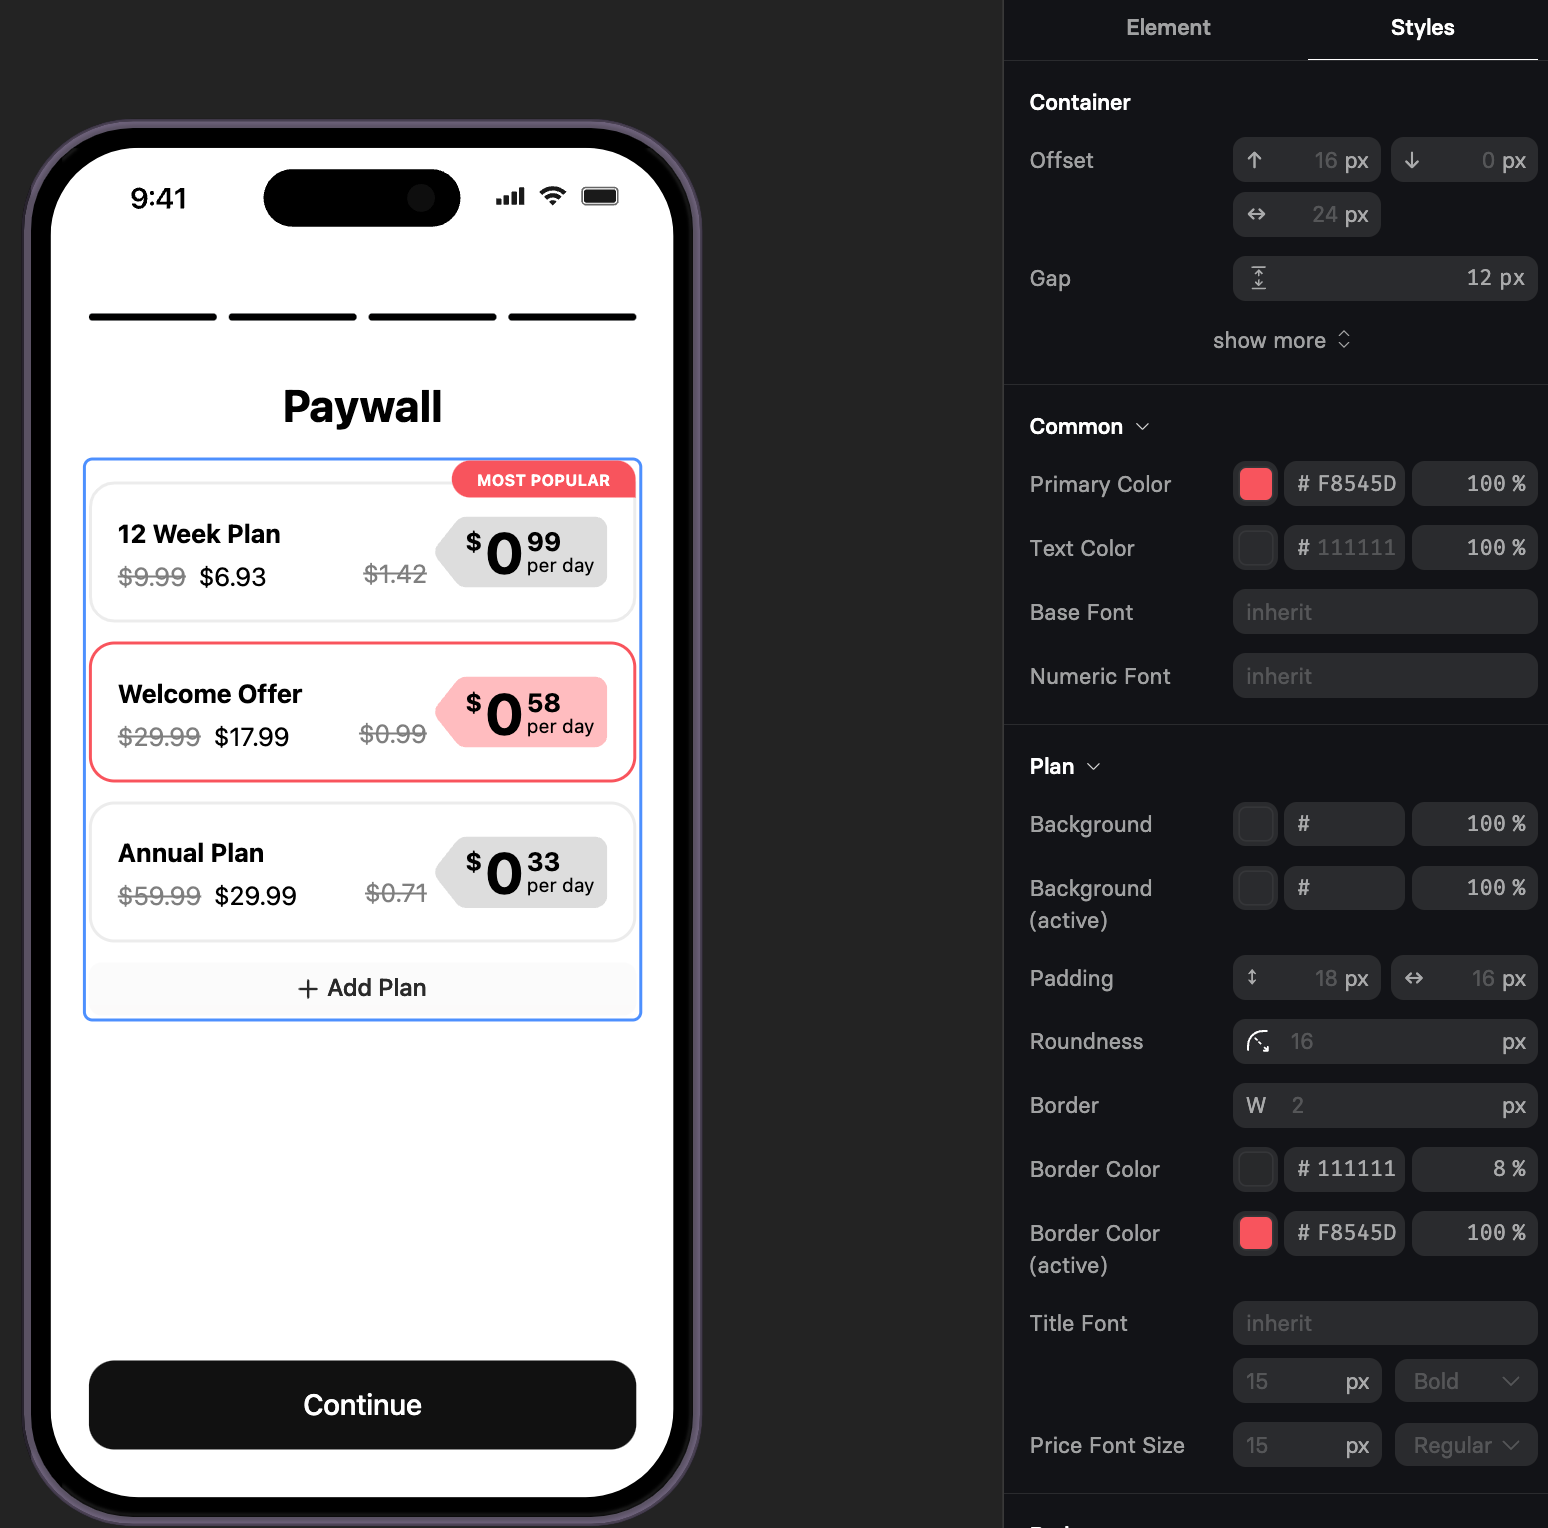 9:41
Paywall
MOST POPULAR
12 Week Plan
$9.99 $6.93
$1.42
$0 99
per day
Welcome Offer
$29.99 $17.99
$0.99
$0 58
per day
Annual Plan
$59.99 $29.99
$0.71
$0 33
per day
+ Add Plan
Continue
Element Styles
Container
Offset ↑ 16 px ↓ 0 px
↔ 24 px
Gap 12 px
show more
Common
Primary Color # F8545D 100 %
Text Color # 111111 100 %
Base Font inherit
Numeric Font inherit
Plan
Background # 100 %
Background
(active) # 100 %
Padding ↕ 18 px ↔ 16 px
Roundness 16 px
Border W 2 px
Border Color # 111111 8 %
Border Color
(active) # F8545D 100 %
Title Font inherit
15 px Bold
Price Font Size 15 px Regular